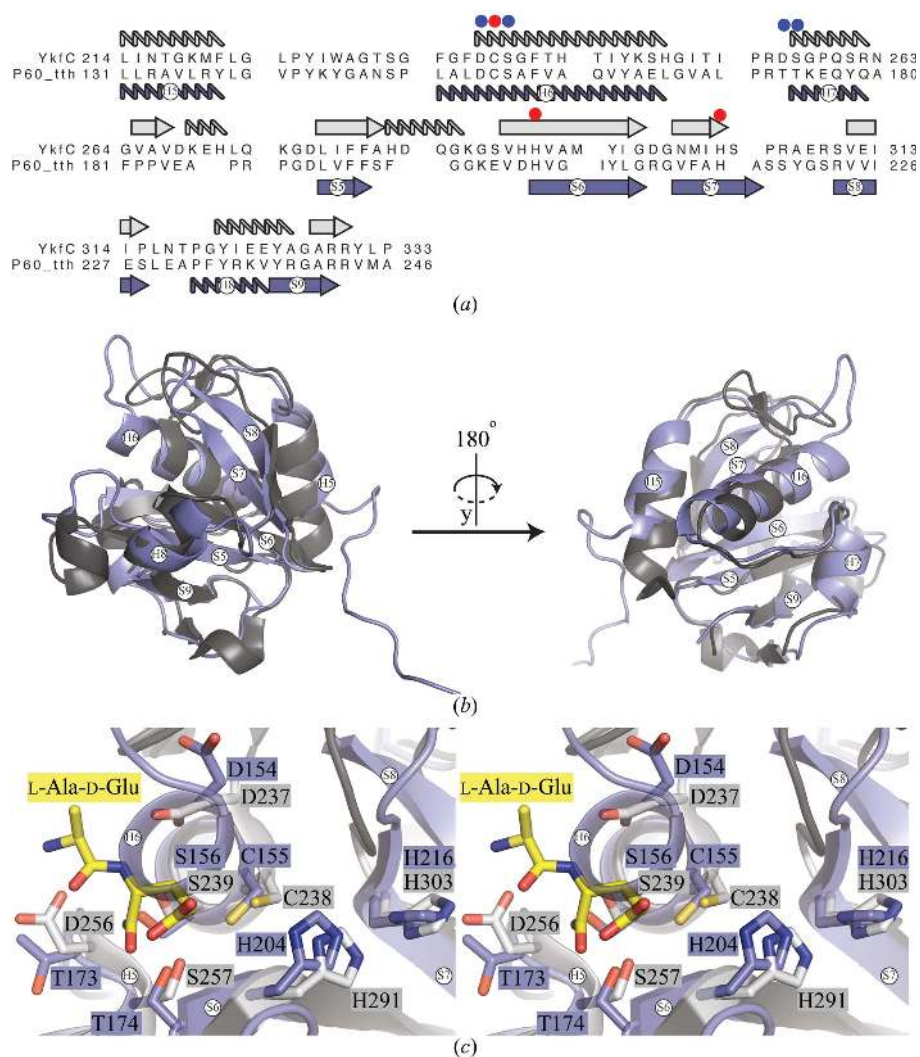 (a)
YkfC 214 LINTGKMFLG LPYIWAGTSG FGFDCSGFTH TIYKSHGITI PRDSGPQSRN 263
P60_tth 131 LLRAVLRYLG VPYKYGANSP LALDCSAFVA QVYAELGVAL PRTTKEQYQA 180
H5 H6 H7
YkfC 264 GVAVDKEHLQ KGDLIFFAHD QGKGSVHHVAM YIGDGNMIHS PRAERSVEI 313
P60_tth 181 FPPVEA PR PGDLVFFSF GGKEVDHVG IYLGRGVFAH ASSYGSRVVI 226
S5 S6 S7 S8
YkfC 314 IPLNTPGYIEEYAGARRYLP 333
P60_tth 227 ESLEAPFYRKVYRGARRVMA 246
H8 S9
(a)
H6 S8 S7 H5 S6 S5 H8 S9
180° y
S8 S7 H5 H6 S6 S5 H7 S9
(b)
L-Ala-D-Glu D154 D237 S8 H6 S156 C155 H216 S239 H303 C238 D256 H204 T173 H5 S257 S7 S6 H291 T174
L-Ala-D-Glu D154 D237 S8 H6 S156 C155 H216 S239 H303 C238 D256 H204 T173 H5 S257 S7 S6 H291 T174
(c)